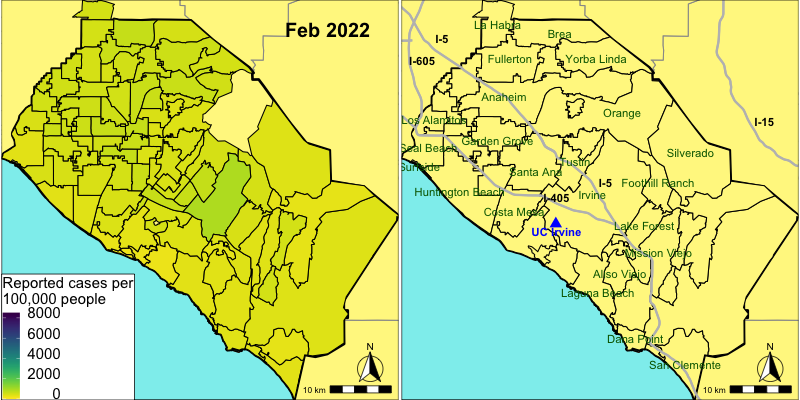 Feb 2022
Reported cases per
100,000 people
8000
6000
4000
2000
0
N
10 km
La Habra
Brea
I-5
I-605
Fullerton
Yorba Linda
Anaheim
Orange
Los Alamitos
I-15
Garden Grove
Seal Beach
Silverado
Sunside
Tustin
Santa Ana
I-5
Foothill Ranch
Huntington Beach
Irvine
I-405
Costa Mesa
UC Irvine
Lake Forest
Mission Viejo
Aliso Viejo
Laguna Beach
Dana Point
San Clemente
N
10 km